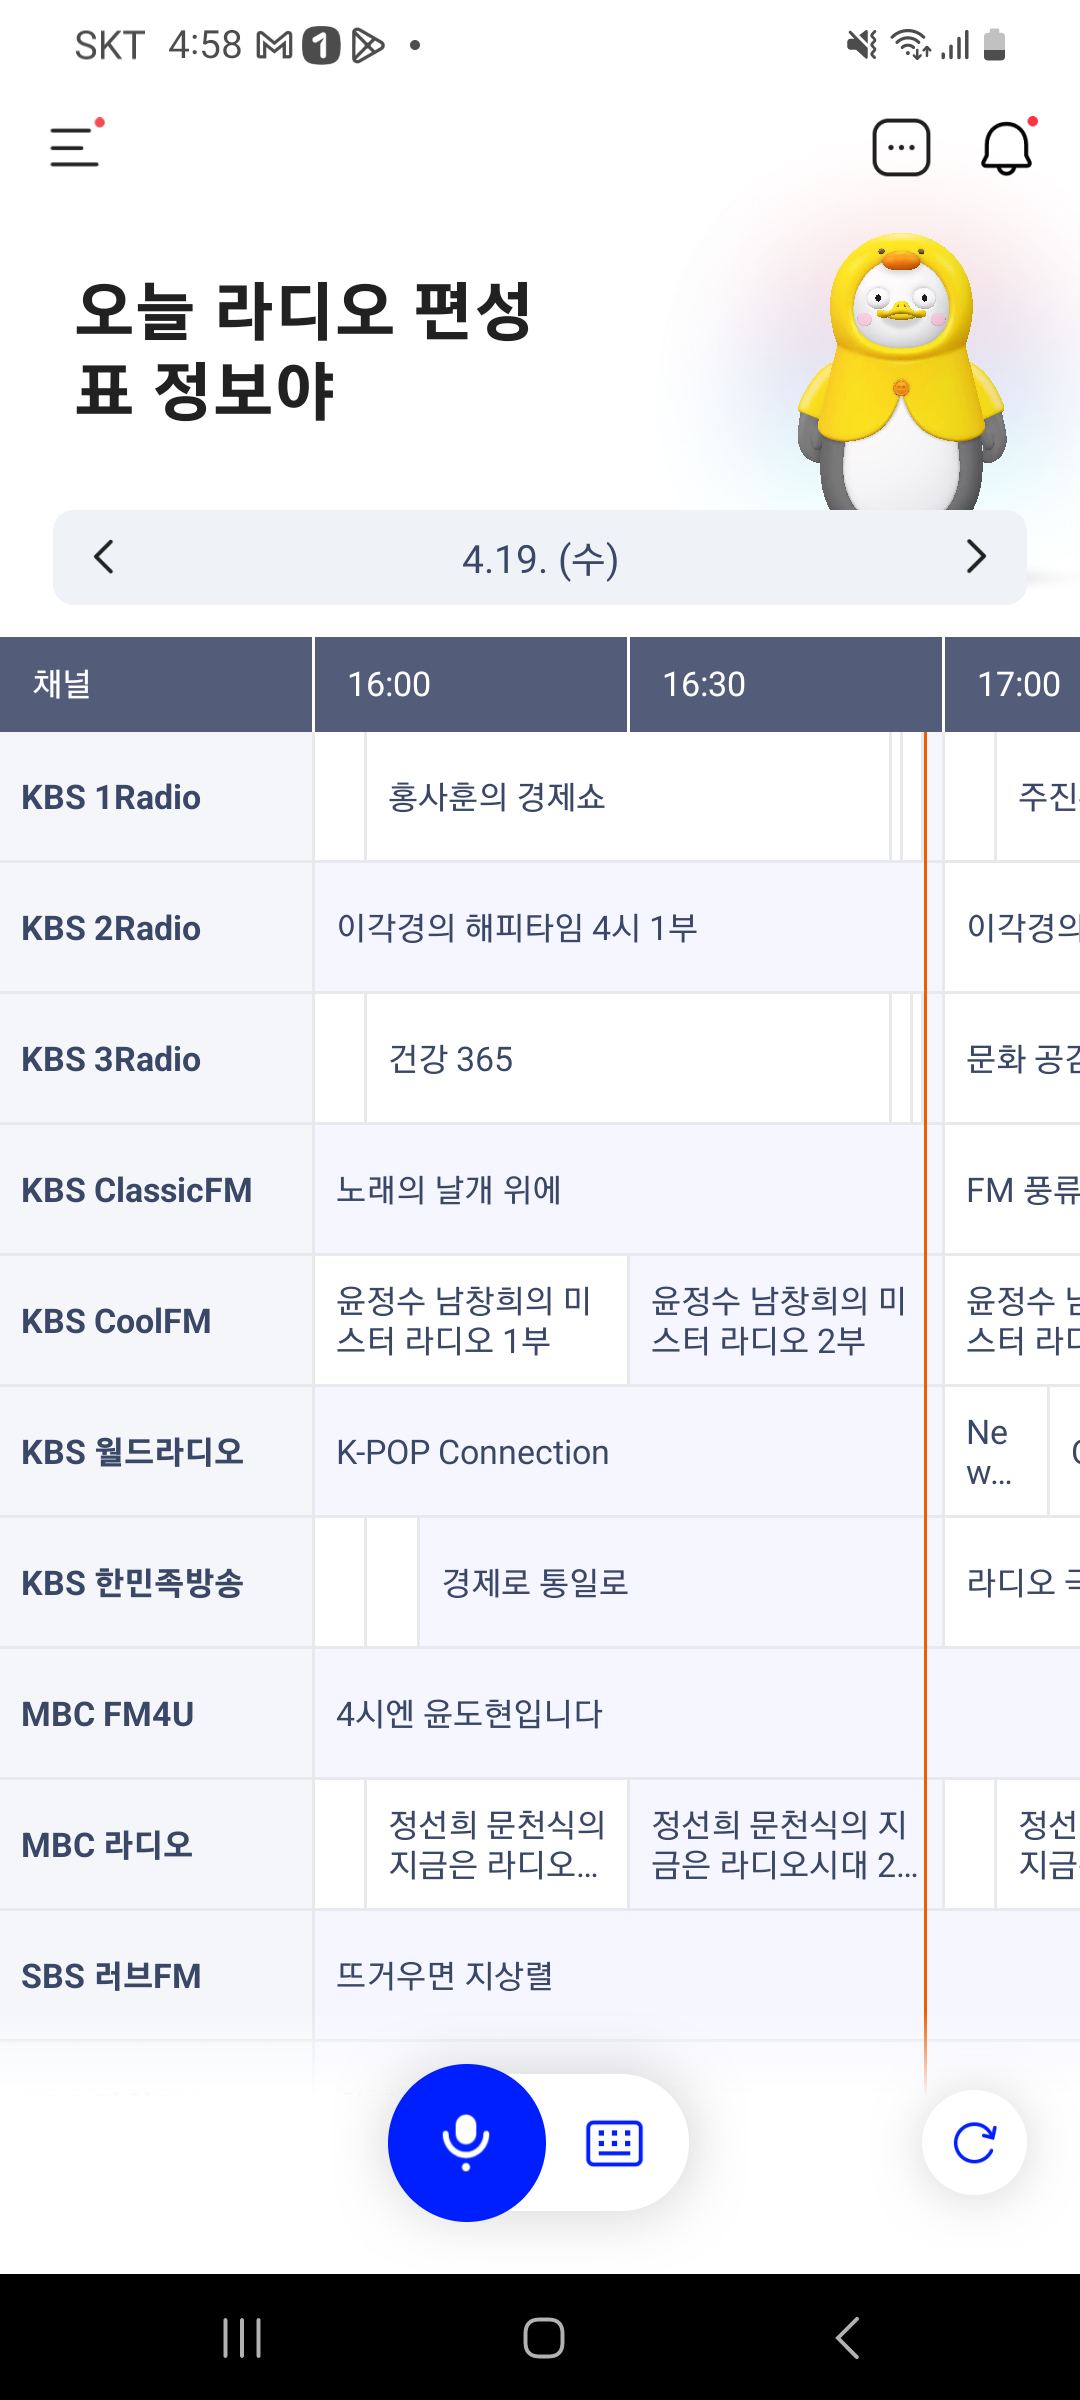 SKT 4:58
오늘 라디오 편성
표 정보야
4.19. (수)
채널 16:00 16:30 17:00
KBS 1Radio 홍사훈의 경제쇼 주진
KBS 2Radio 이각경의 해피타임 4시 1부 이각경의
KBS 3Radio 건강 365 문화 공감
KBS ClassicFM 노래의 날개 위에 FM 풍류
KBS CoolFM
윤정수 남창희의 미
스터 라디오 1부
윤정수 남창희의 미
스터 라디오 2부
윤정수 남
스터 라디
KBS 월드라디오 K-POP Connection
Ne
w...
KBS 한민족방송 경제로 통일로 라디오
MBC FM4U 4시엔 윤도현입니다
MBC 라디오
정선희 문천식의
지금은 라디오...
정선희 문천식의 지
금은 라디오시대 2...
정선
지금
SBS 러브FM 뜨거우면 지상렬